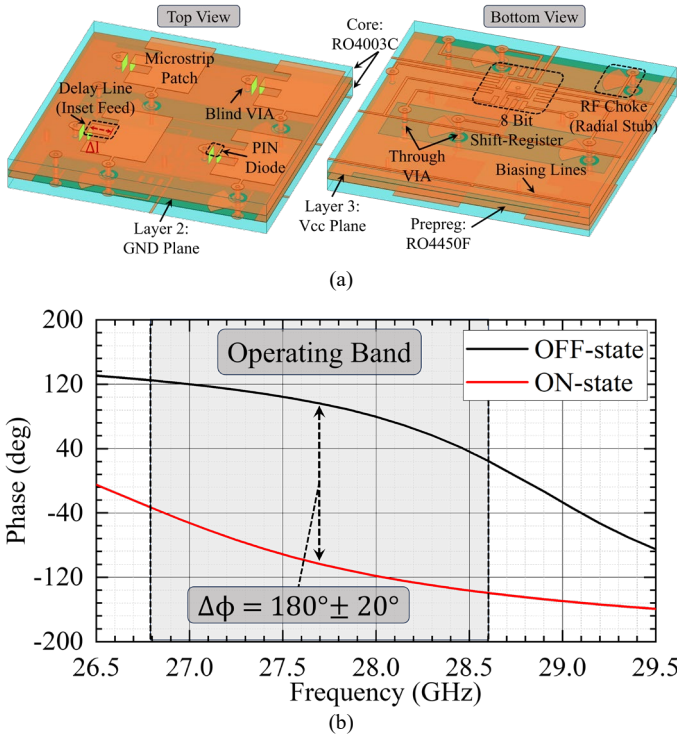 Top View
Bottom View
Core:
RO4003C
Microstrip
Patch
Delay Line
(Inset Feed)
Blind VIA
Δl
PIN
Diode
8 Bit
Shift-Register
RF Choke
(Radial Stub)
Through
VIA
Biasing Lines
Layer 2:
GND Plane
Layer 3:
Vcc Plane
Prepreg:
RO4450F
(a)
200
120
40
-40
-120
-200
Phase (deg)
Operating Band
OFF-state
ON-state
Δϕ = 180°± 20°
26.5 27.0 27.5 28.0 28.5 29.0 29.5
Frequency (GHz)
(b)